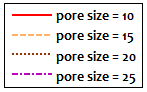 pore size = 10
pore size = 15
pore size = 20
pore size = 25